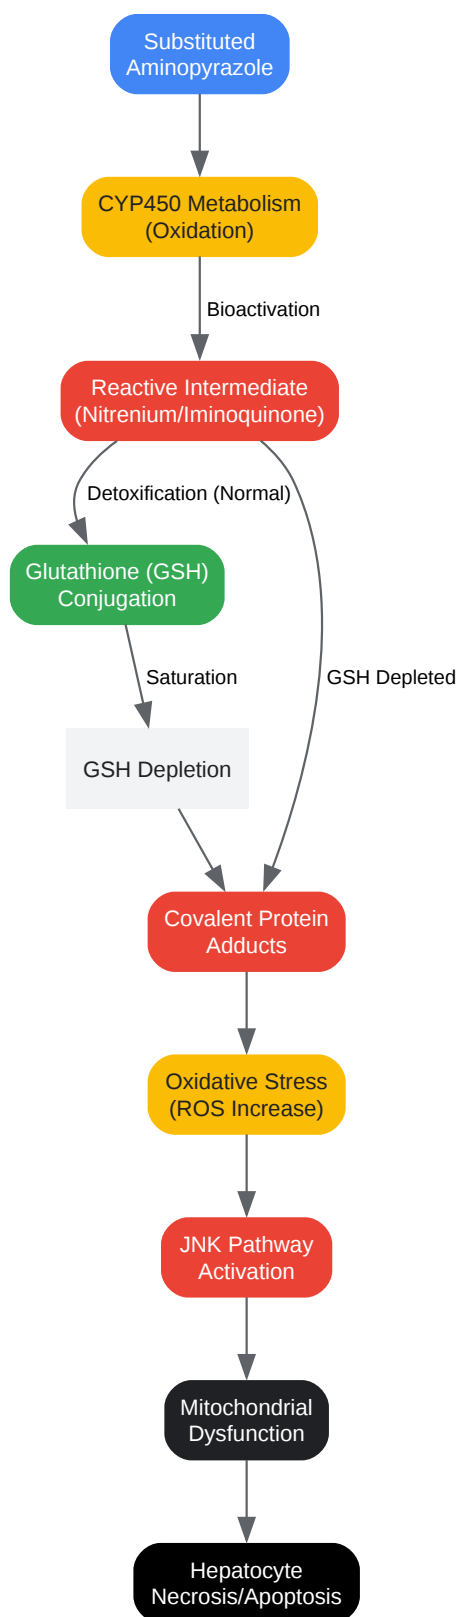 Substituted
Aminopyrazole
CYP450 Metabolism
(Oxidation)
Bioactivation
Reactive Intermediate
(Nitrenium/Iminoquinone)
Detoxification (Normal)
Glutathione (GSH)
Conjugation
Saturation
GSH Depleted
GSH Depletion
Covalent Protein
Adducts
Oxidative Stress
(ROS Increase)
JNK Pathway
Activation
Mitochondrial
Dysfunction
Hepatocyte
Necrosis/Apoptosis